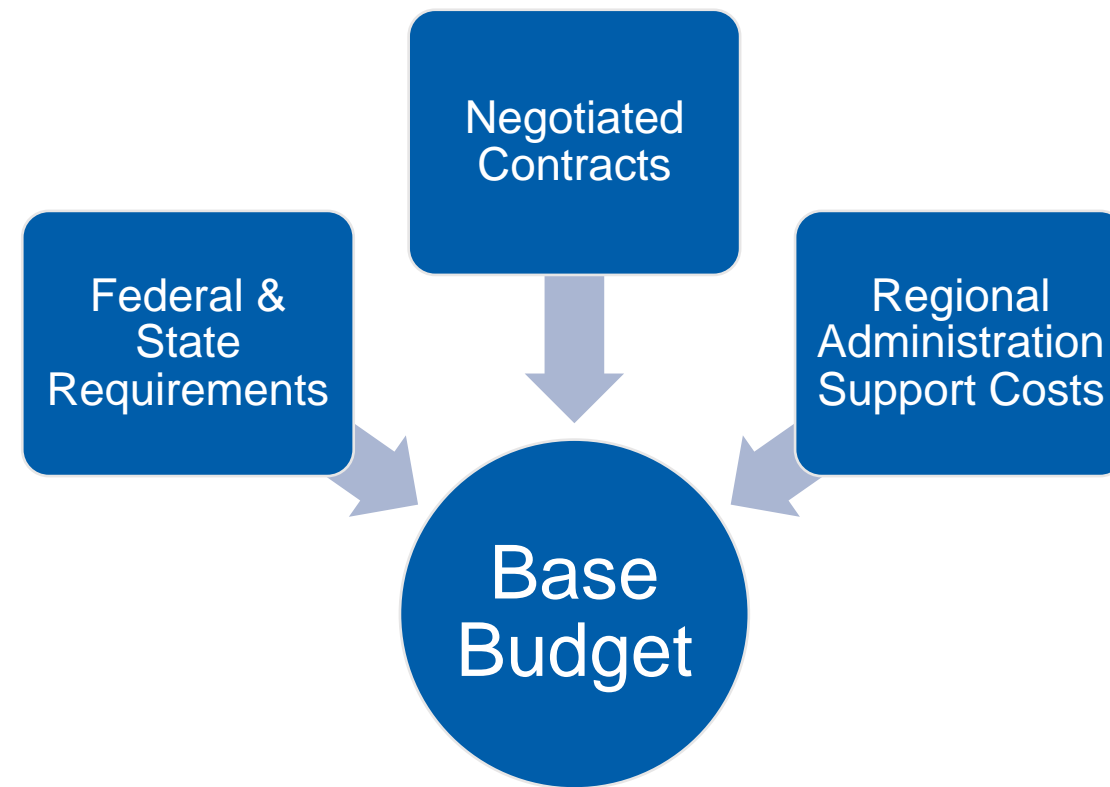 Negotiated
Contracts
Federal &
State
Requirements
Regional
Administration
Support Costs
Base
Budget